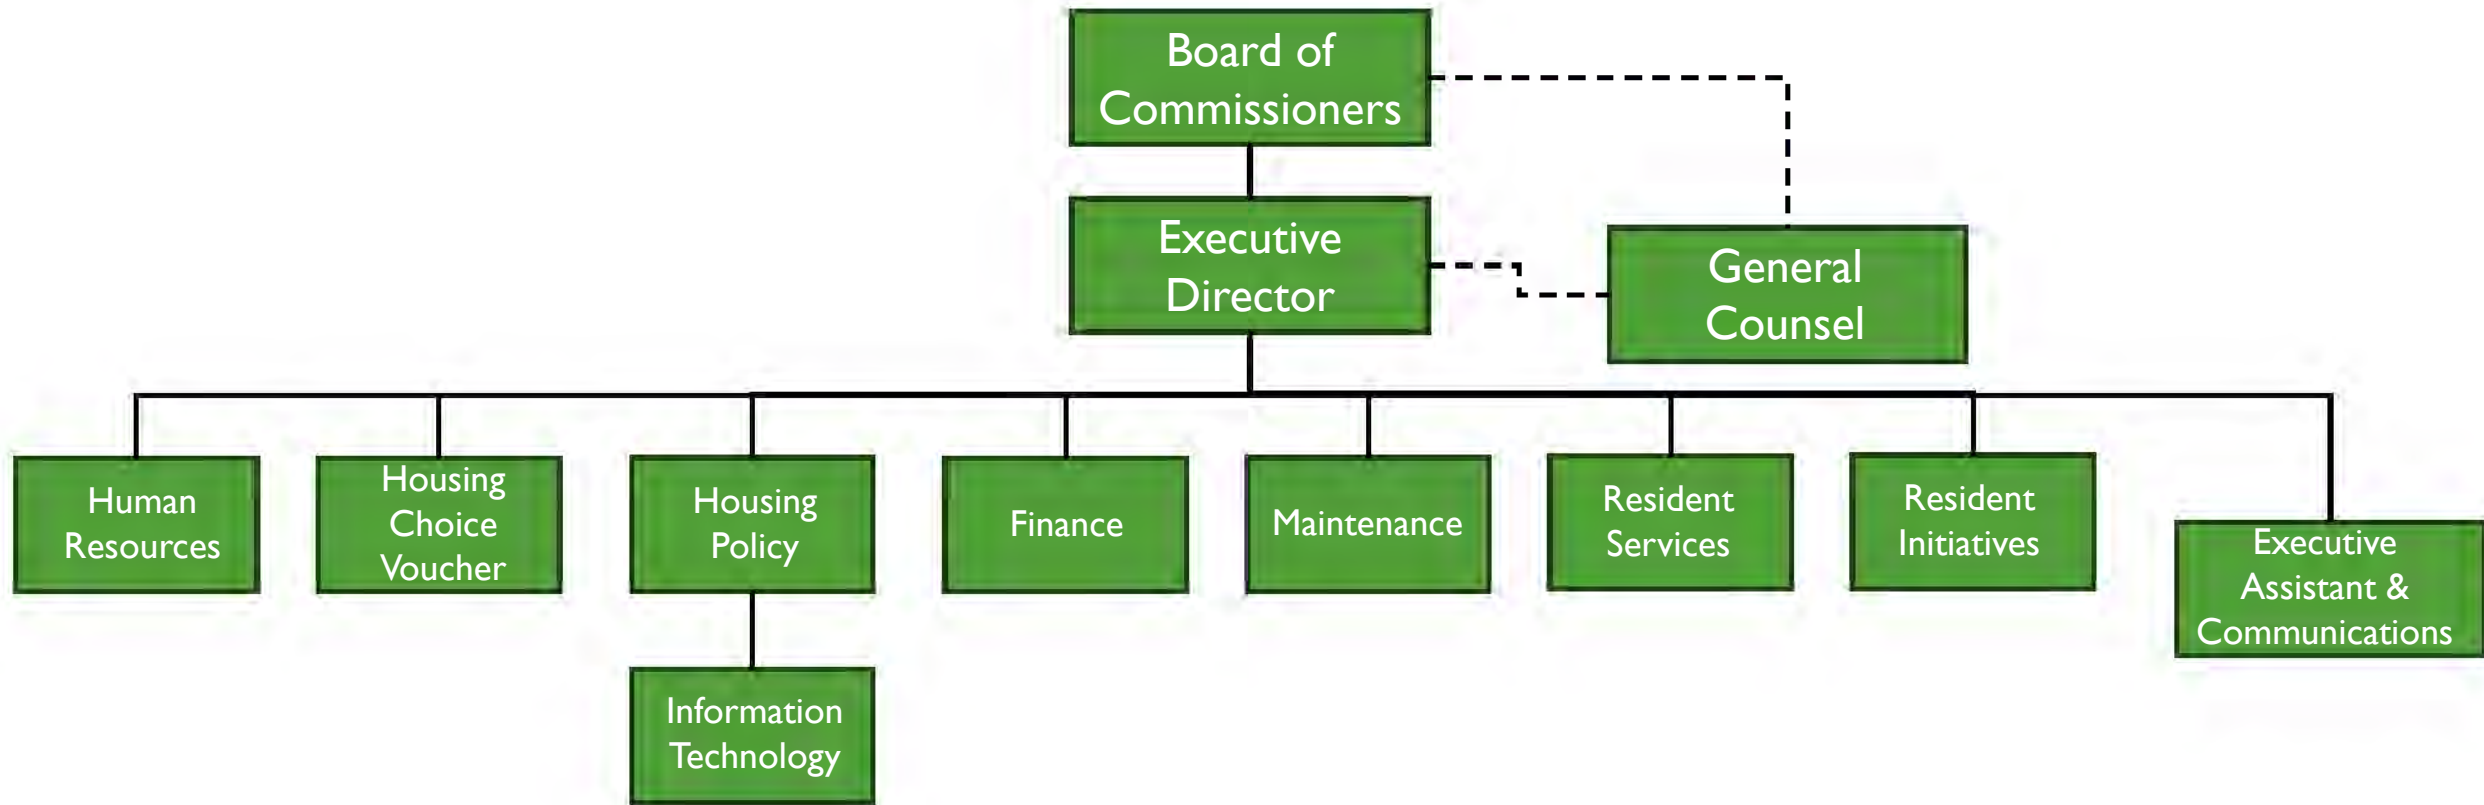 Board of
Commissioners
Executive
Director
General
Counsel
Human
Resources
Housing
Choice
Voucher
Housing
Policy
Finance
Maintenance
Resident
Services
Resident
Initiatives
Executive
Assistant &
Communications
Information
Technology